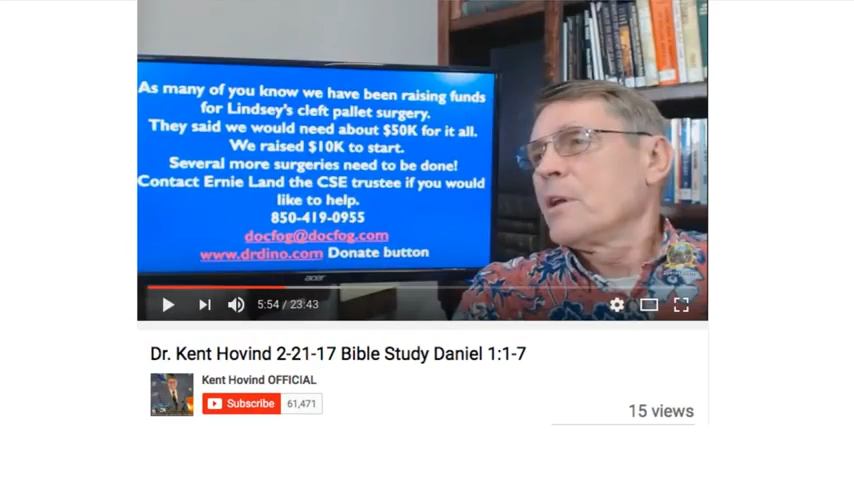 As many of you know we have been raising funds
for Lindsey's cleft pallet surgery.
They said we would need about $50K for it all.
We raised $10K to start.
Several more surgeries need to be done!
Contact Ernie Land the CSE trustee if you would
like to help.
850-419-0955
docfog@docfog.com
www.drdino.com Donate button
acer
5:54 / 23:43
Dr. Kent Hovind 2-21-17 Bible Study Daniel 1:1-7
Kent Hovind OFFICIAL
Subscribe 61,471
15 views